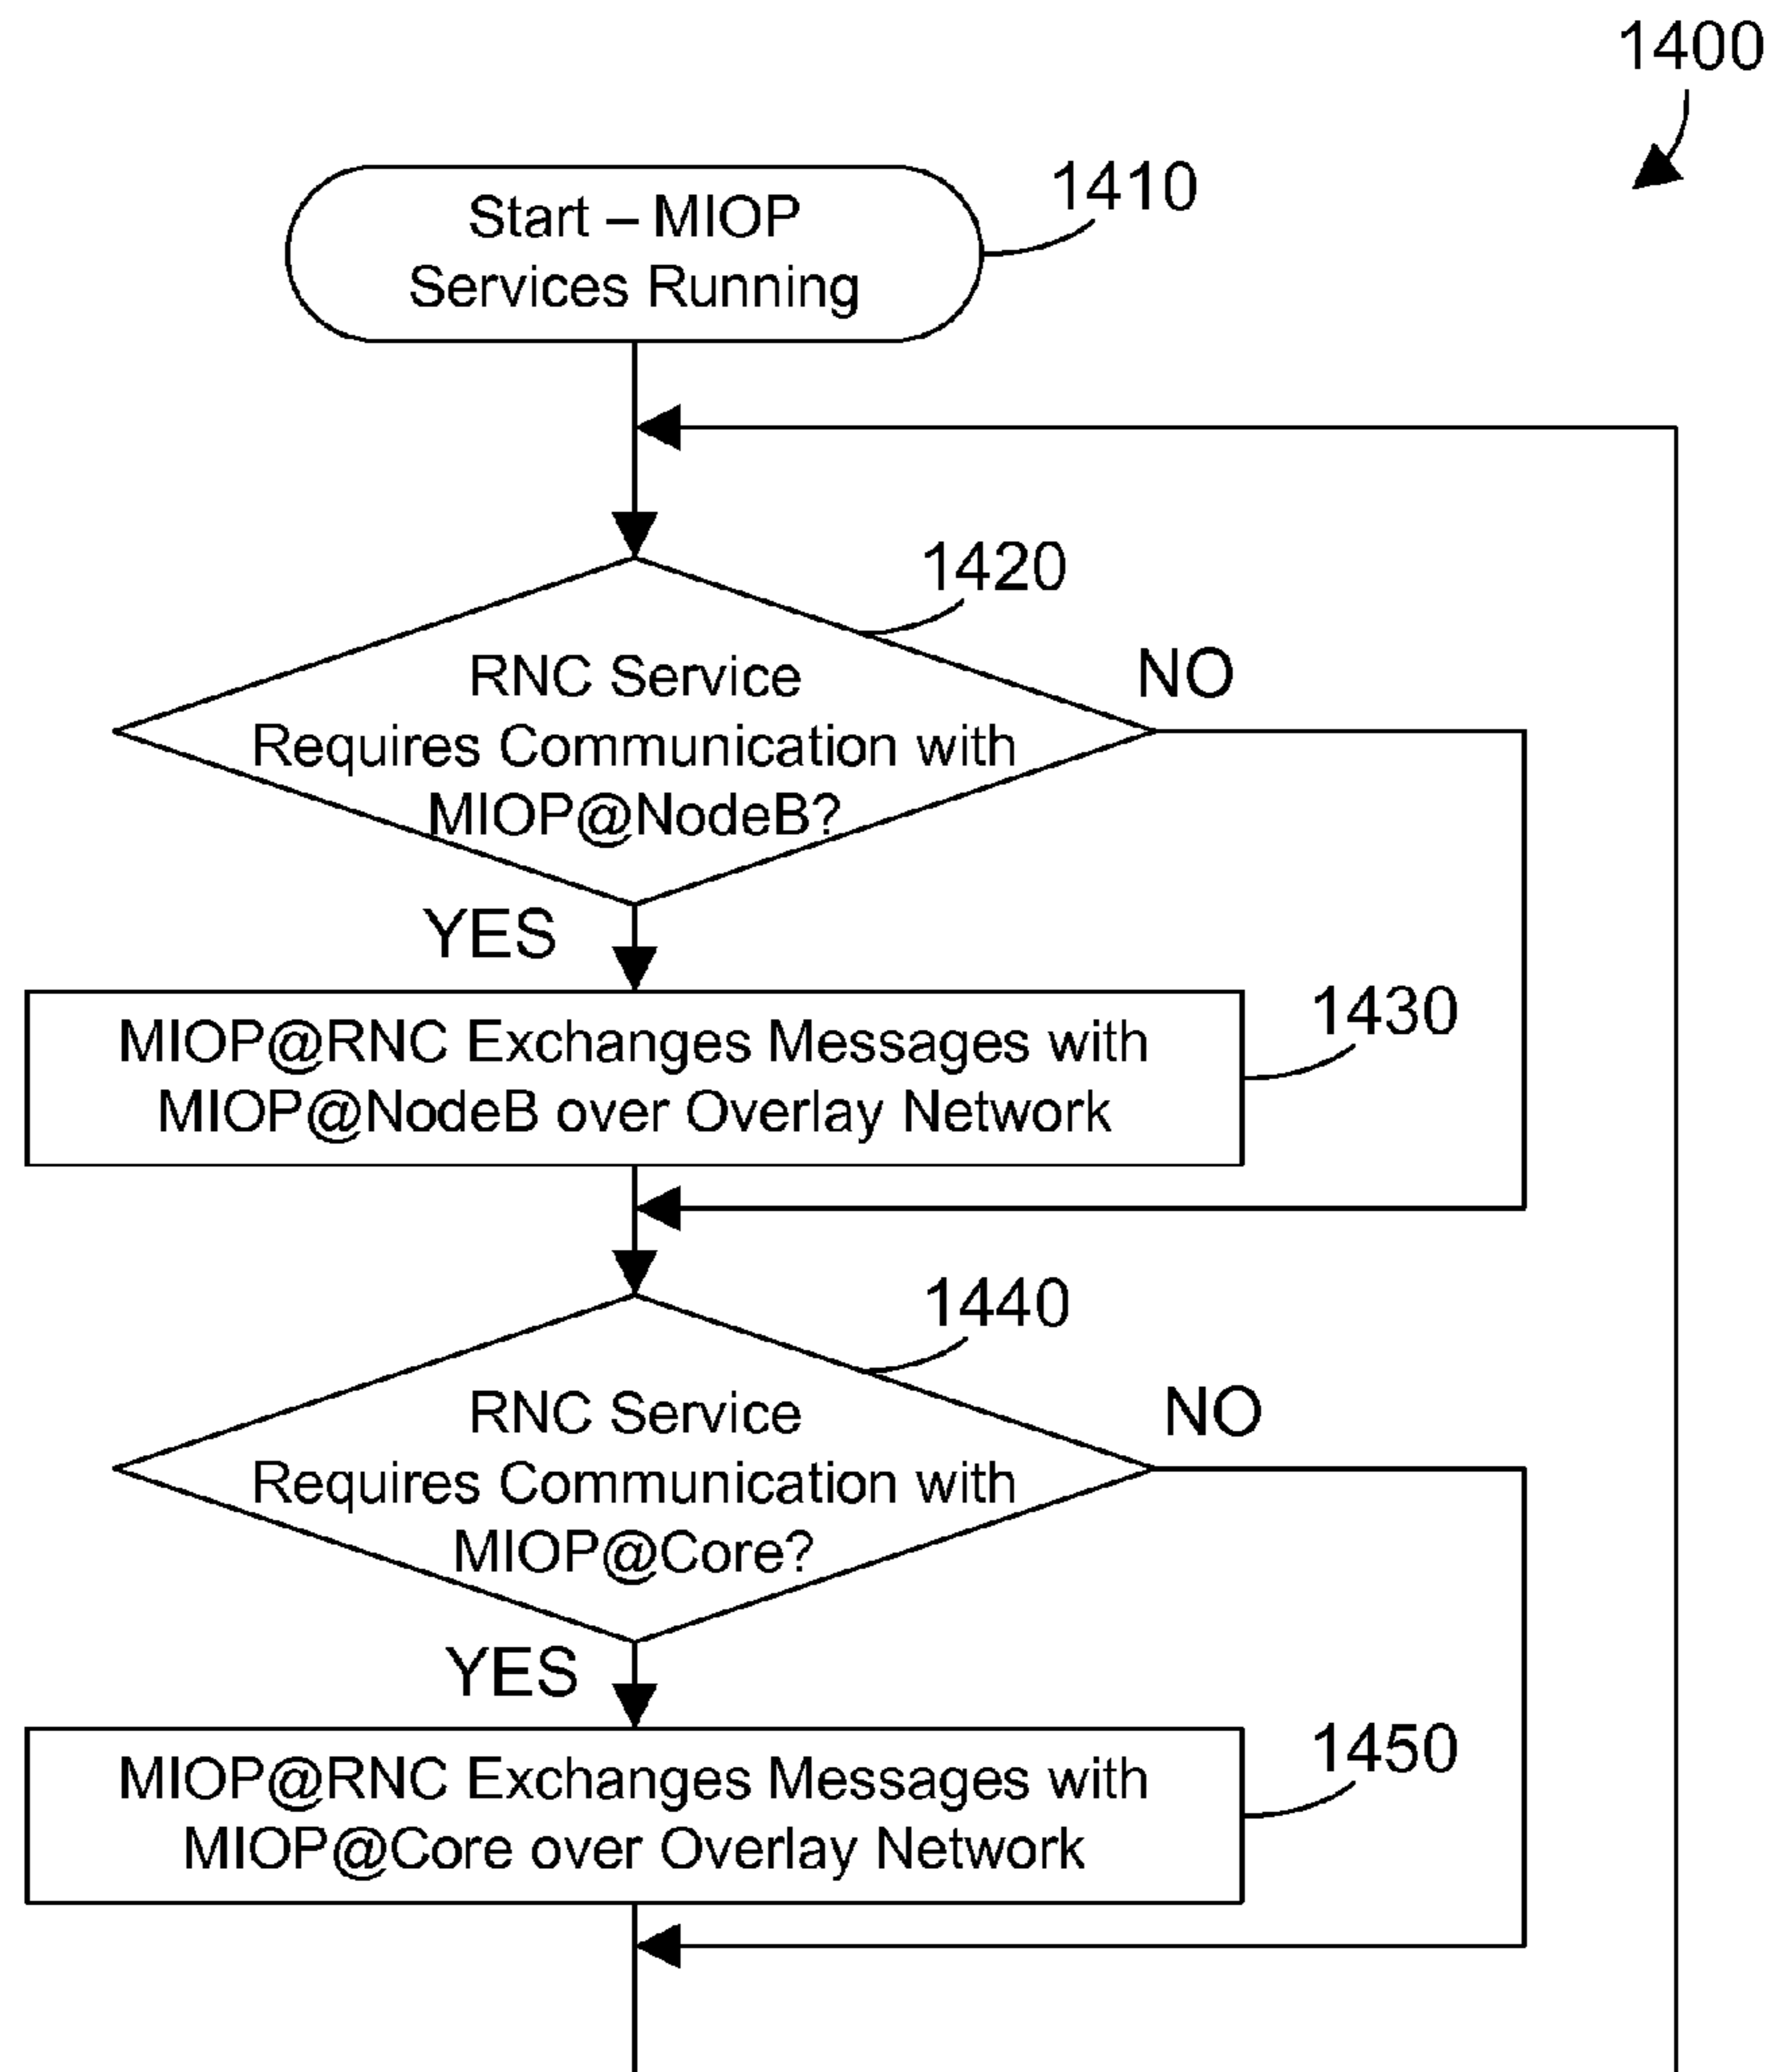 1400
Start – MIOP
Services Running
1410
1420
RNC Service
Requires Communication with
MIOP@NodeB?
NO
YES
MIOP@RNC Exchanges Messages with
MIOP@NodeB over Overlay Network
1430
1440
RNC Service
Requires Communication with
MIOP@Core?
NO
YES
MIOP@RNC Exchanges Messages with
MIOP@Core over Overlay Network
1450